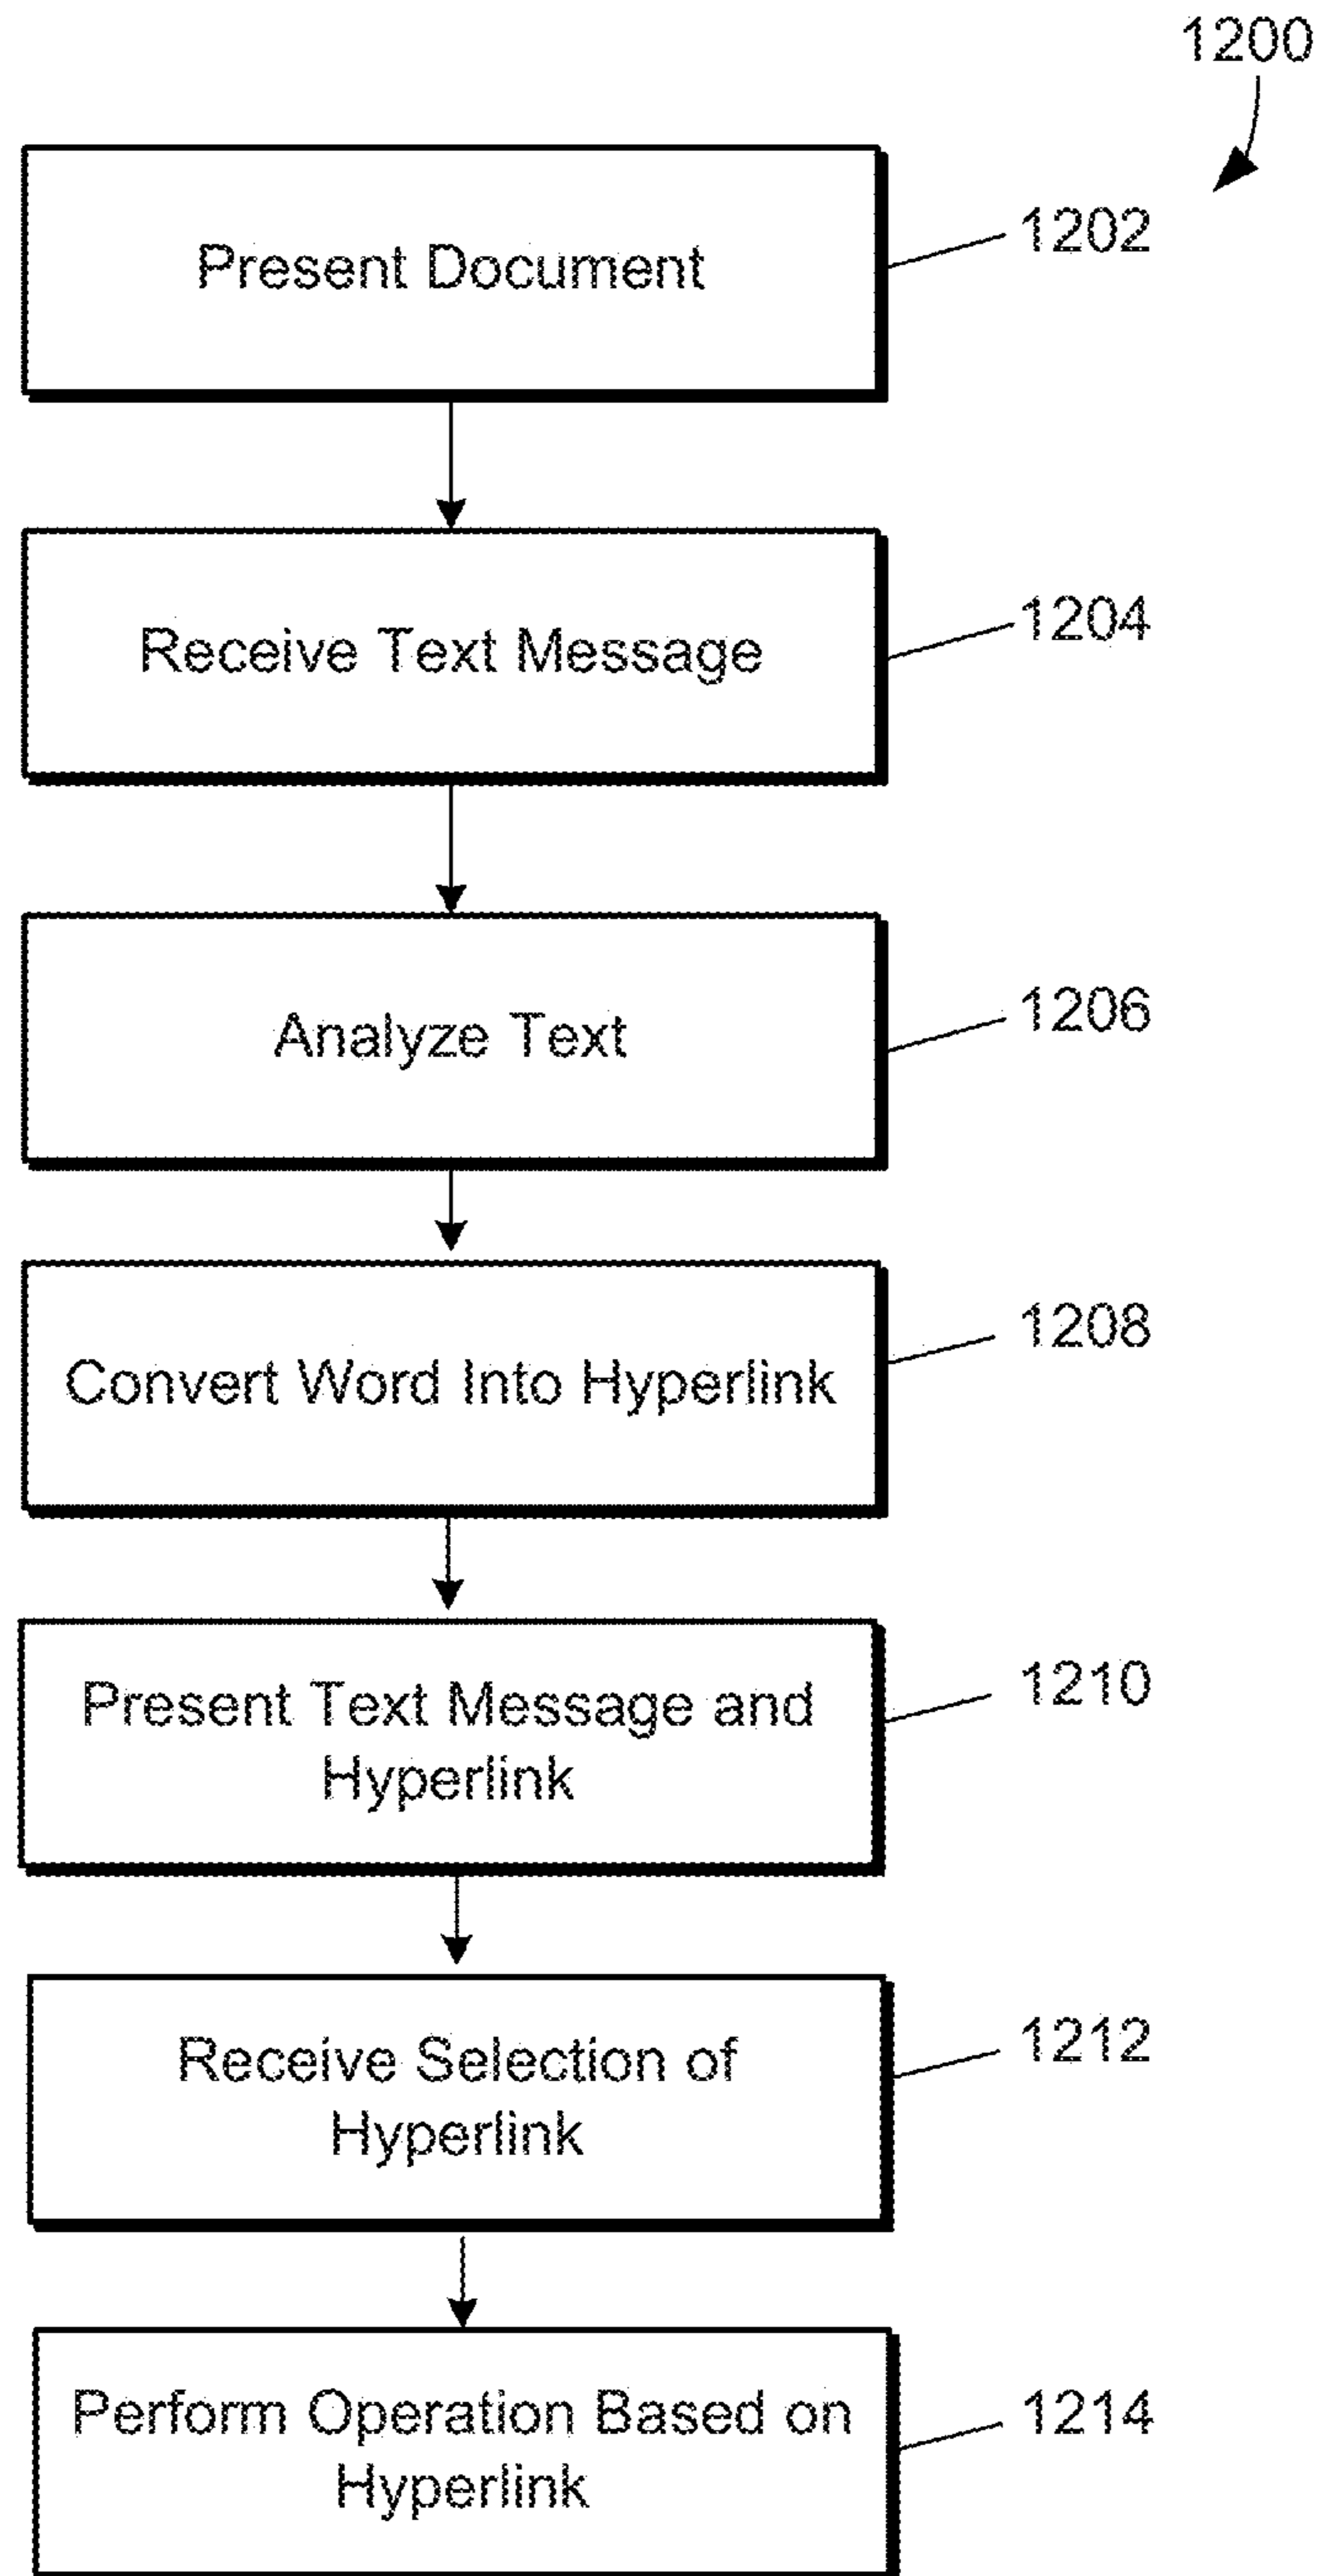 1200
Present Document
1202
Receive Text Message
1204
Analyze Text
1206
Convert Word Into Hyperlink
1208
Present Text Message and
Hyperlink
1210
Receive Selection of
Hyperlink
1212
Perform Operation Based on
Hyperlink
1214